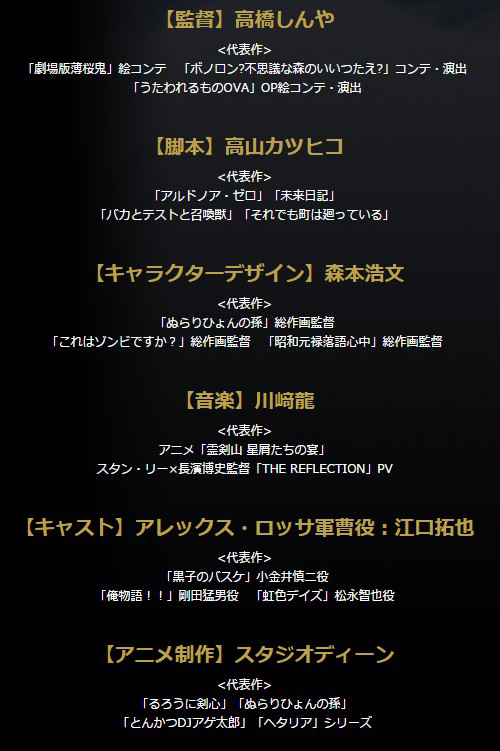 【監督】高橋しんや
<代表作>
「劇場版薄桜鬼」絵コンテ　「ボノロン?不思議な森のいいつたえ?」コンテ・演出
「うたわれるものOVA」OP絵コンテ・演出
【脚本】高山カツヒコ
<代表作>
「アルドノア・ゼロ」「未来日記」
「バカとテストと召喚獣」「それでも町は廻っている」
【キャラクターデザイン】森本浩文
<代表作>
「ぬらりひょんの孫」総作画監督
「これはゾンビですか？」総作画監督　「昭和元禄落語心中」総作画監督
【音楽】川﨑龍
<代表作>
アニメ「霊剣山 星屑たちの宴」
スタン・リー×長濵博史監督「THE REFLECTION」PV
【キャスト】アレックス・ロッサ軍曹役：江口拓也
<代表作>
「黒子のバスケ」小金井慎二役
「俺物語！！」剛田猛男役　「虹色デイズ」松永智也役
【アニメ制作】スタジオディーン
<代表作>
「るろうに剣心」「ぬらりひょんの孫」
「とんかつDJアゲ太郎」「ヘタリア」シリーズ